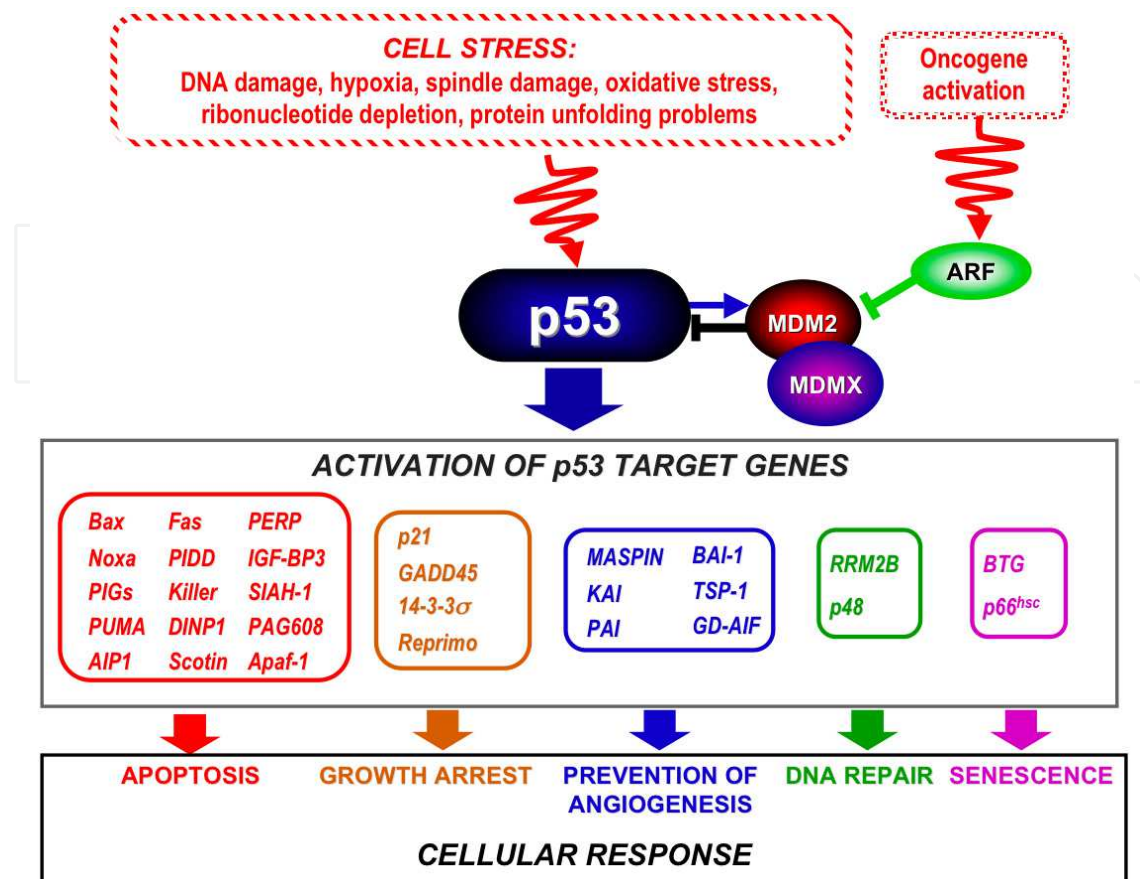 CELL STRESS:
DNA damage, hypoxia, spindle damage, oxidative stress,
ribonucleotide depletion, protein unfolding problems
Oncogene
activation
ARF
p53
MDM2
MDMX
ACTIVATION OF p53 TARGET GENES
Bax Fas PERP
Noxa PIDD IGF-BP3
PIGs Killer SIAH-1
PUMA DINP1 PAG608
AIP1 Scotin Apaf-1
p21
GADD45
14-3-3σ
Reprimo
MASPIN BAI-1
KAI TSP-1
PAI GD-AIF
RRM2B
p48
BTG
p66hsc
APOPTOSIS
GROWTH ARREST
PREVENTION OF
ANGIOGENESIS
DNA REPAIR
SENESCENCE
CELLULAR RESPONSE